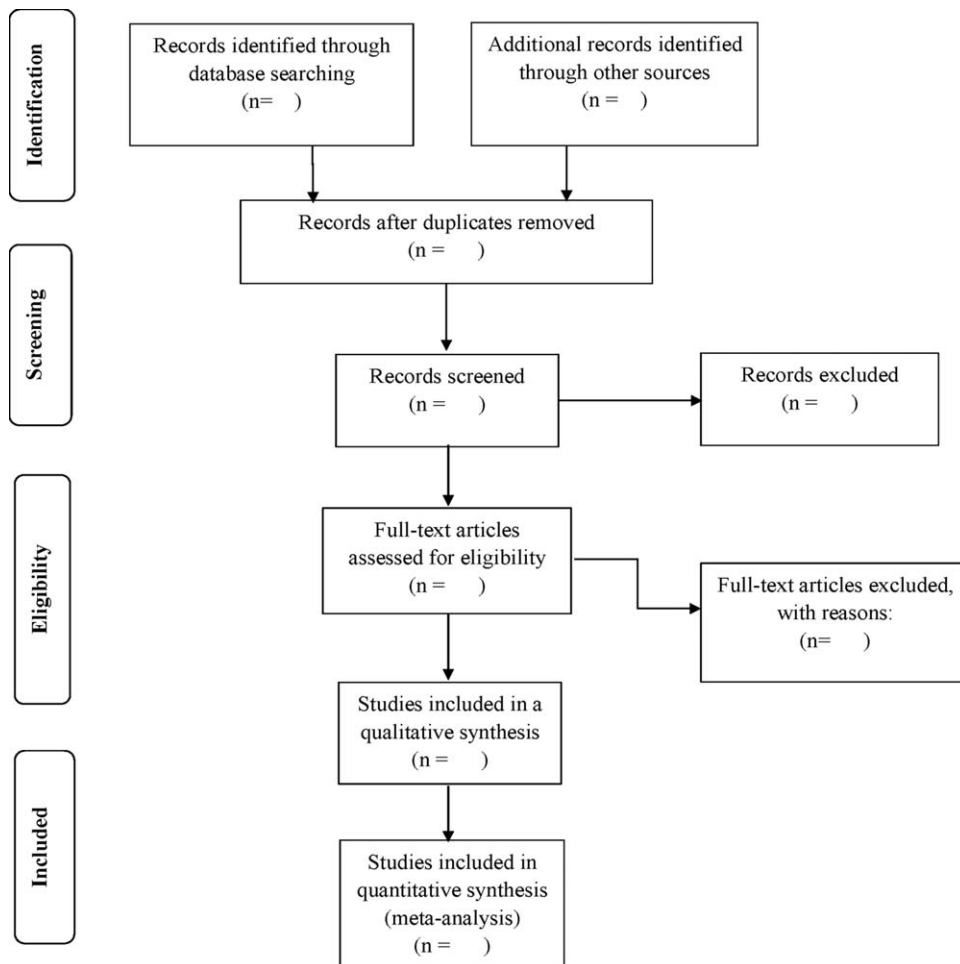 Identification
Records identified through
database searching
(n=    )
Additional records identified
through other sources
(n =    )
Records after duplicates removed
(n =     )
Screening
Records screened
(n =     )
Records excluded
(n =     )
Eligibility
Full-text articles
assessed for eligibility
(n =     )
Full-text articles excluded,
with reasons:
(n=     )
Studies included in a
qualitative synthesis
(n =     )
Included
Studies included in
quantitative synthesis
(meta-analysis)
(n =     )